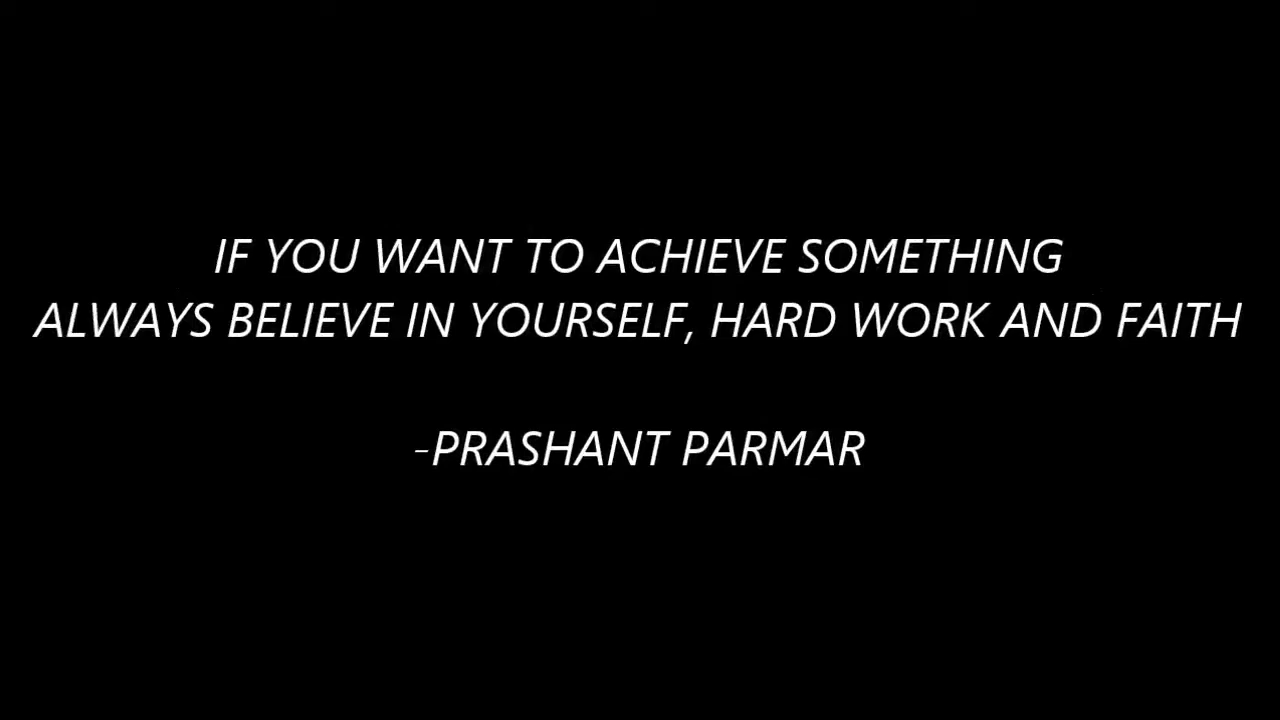 IF YOU WANT TO ACHIEVE SOMETHING
ALWAYS BELIEVE IN YOURSELF, HARD WORK AND FAITH
-PRASHANT PARMAR